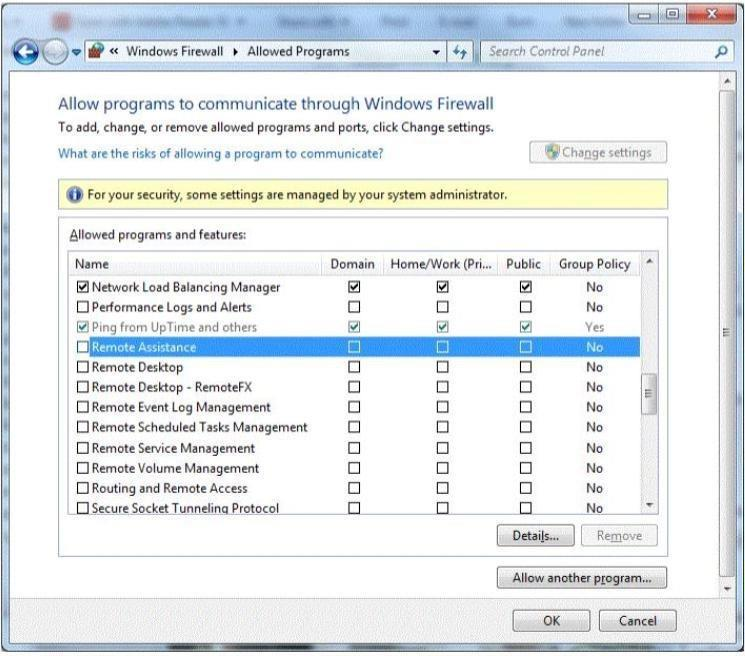 « Windows Firewall ▸ Allowed Programs
Search Control Panel
Allow programs to communicate through Windows Firewall
To add, change, or remove allowed programs and ports, click Change settings.
What are the risks of allowing a program to communicate?
Change settings
For your security, some settings are managed by your system administrator.
Allowed programs and features:
Name Domain Home/Work (Pri... Public Group Policy
Network Load Balancing Manager No
Performance Logs and Alerts No
Ping from UpTime and others Yes
Remote Assistance No
Remote Desktop No
Remote Desktop - RemoteFX No
Remote Event Log Management No
Remote Scheduled Tasks Management No
Remote Service Management No
Remote Volume Management No
Routing and Remote Access No
Secure Socket Tunneling Protocol No
Details... Remove
Allow another program...
OK Cancel